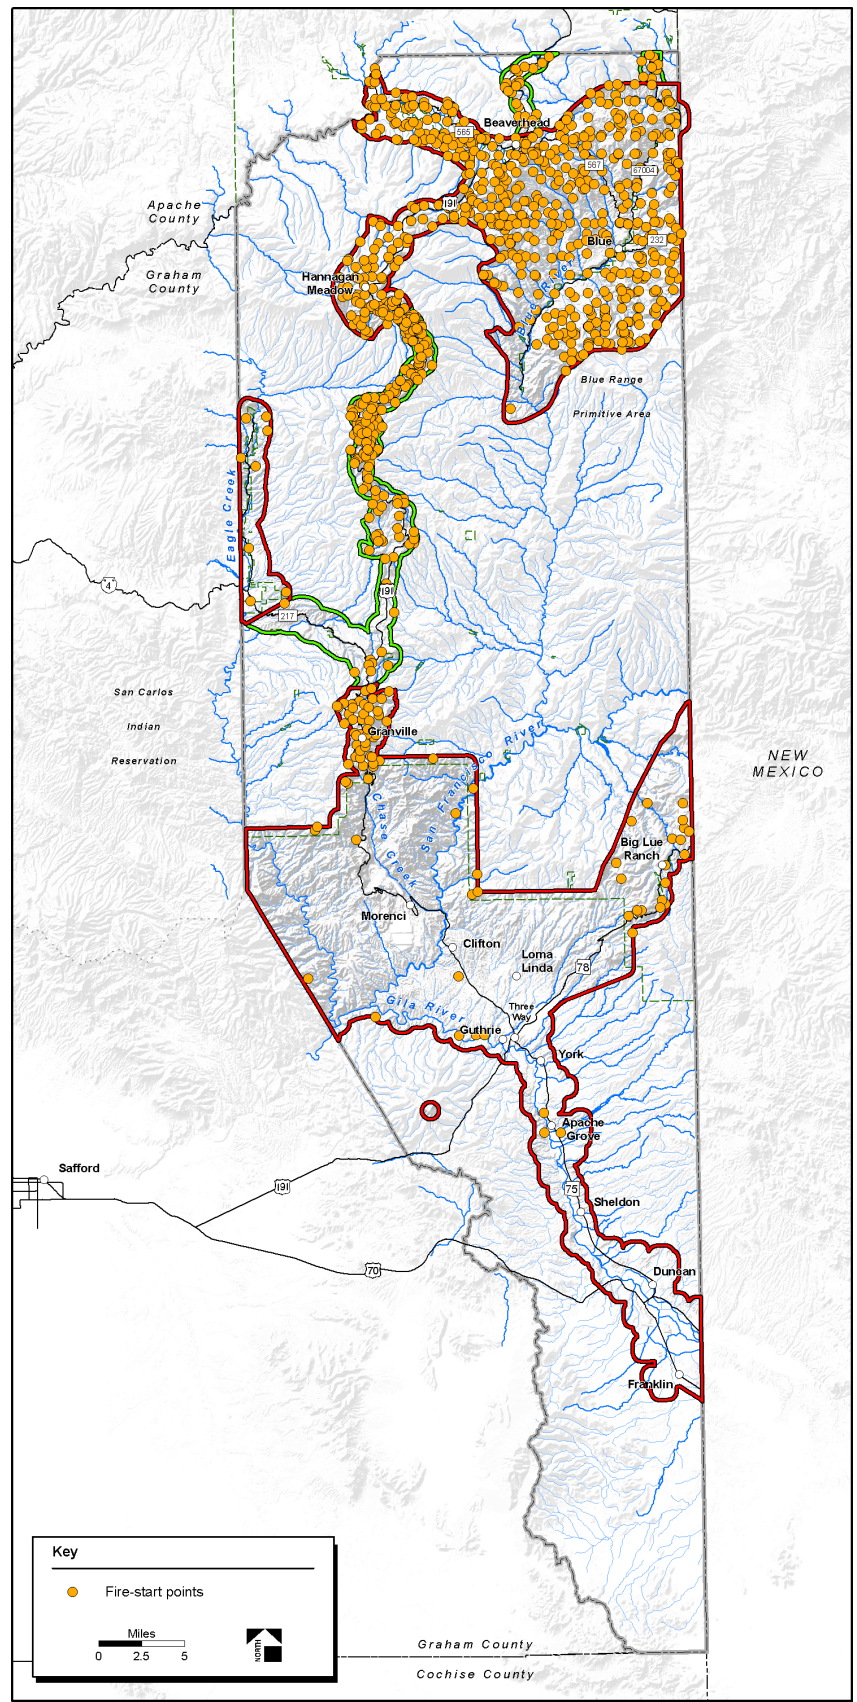 Beaverhead
565
567
67004
Apache
County
191
Blue
232
Graham
County
Hannagan
Meadow
Blue River
Blue Range
Primitive Area
Eagle Creek
4
191
217
San Carlos
Indian
Reservation
Granville
San Francisco River
NEW
MEXICO
Chase Creek
Big Lue
Ranch
Morenci
Clifton
Loma
Linda
78
Gila River
Three
Way
Guthrie
York
Apache
Grove
Safford
191
75
Sheldon
70
Duncan
Franklin
Key
Fire-start points
Miles
0 2.5 5
NORTH
Graham County
Cochise County